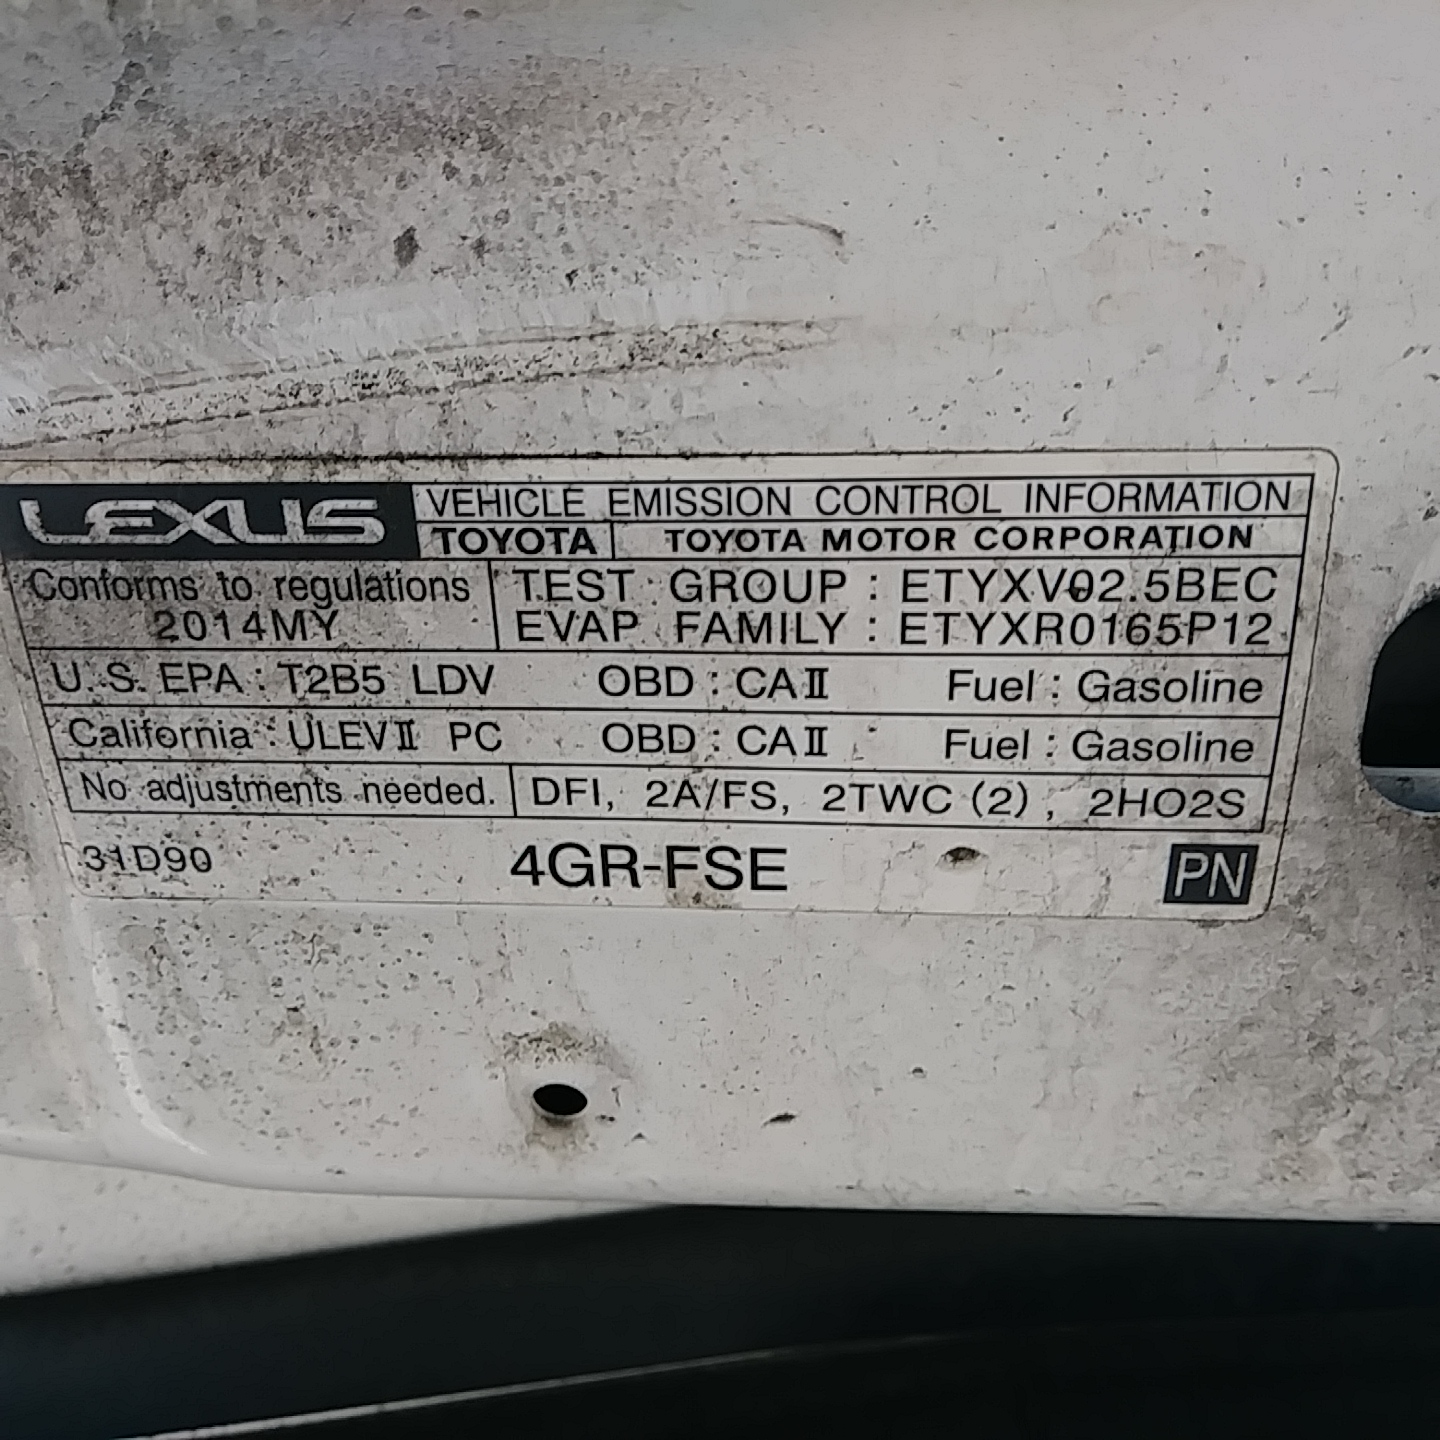 LEXUS VEHICLE EMISSION CONTROL INFORMATION
TOYOTA TOYOTA MOTOR CORPORATION
Conforms to regulations
2014MY
TEST GROUP : ETYXV02.5BEC
EVAP FAMILY : ETYXR0165P12
U.S. EPA : T2B5 LDV OBD : CAⅡ Fuel : Gasoline
California : ULEVⅡ PC OBD : CAⅡ Fuel : Gasoline
No adjustments needed. DFI, 2A/FS, 2TWC (2), 2HO2S
31D90 4GR-FSE PN